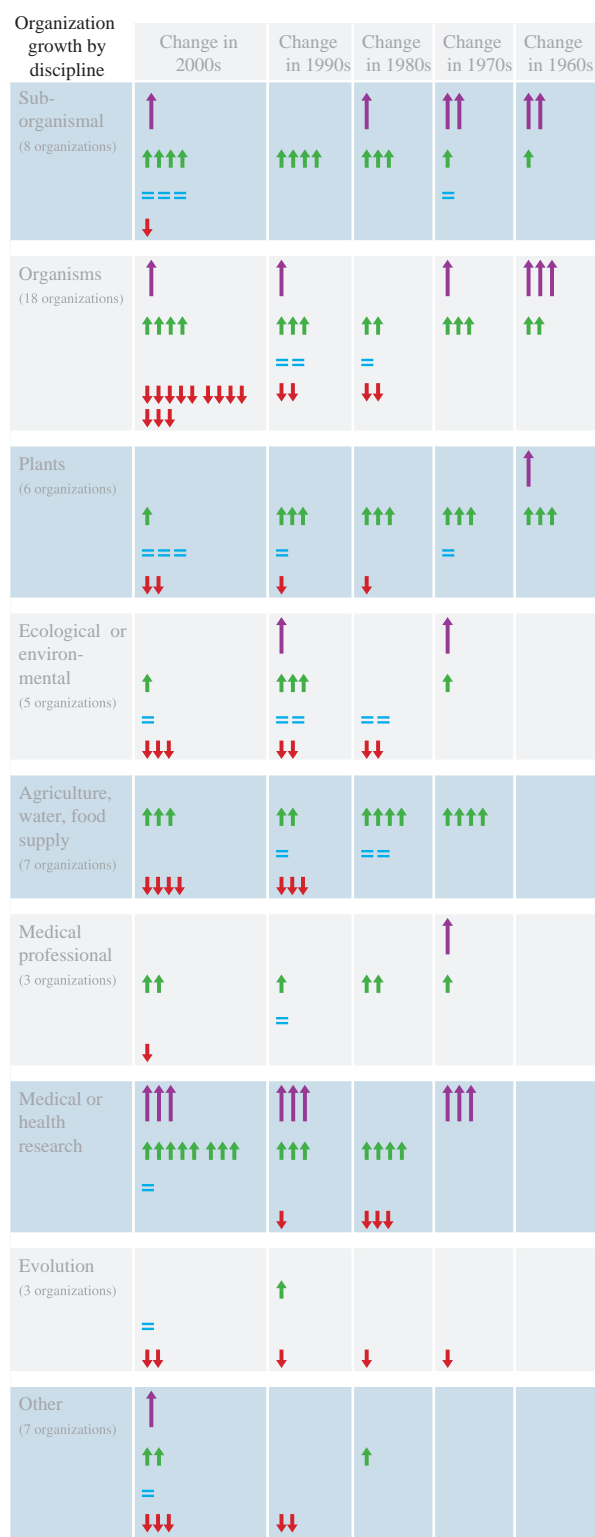 Organization
growth by
discipline
Change in
2000s
Change
in 1990s
Change
in 1980s
Change
in 1970s
Change
in 1960s
Sub-
organismal
(8 organizations)
Organisms
(18 organizations)
Plants
(6 organizations)
Ecological or
environ-
mental
(5 organizations)
Agriculture,
water, food
supply
(7 organizations)
Medical
professional
(3 organizations)
Medical or
health
research
Evolution
(3 organizations)
Other
(7 organizations)